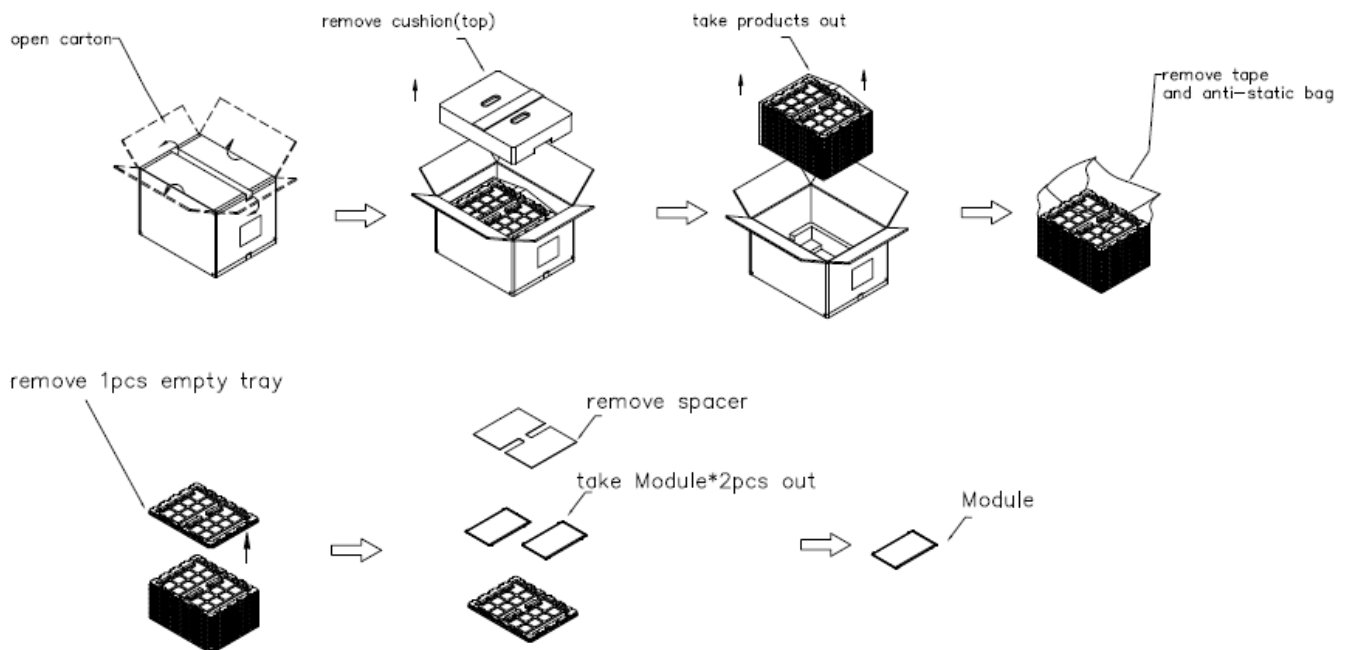 open carton
remove cushion(top)
take products out
remove tape
and anti-static bag
remove 1pcs empty tray
remove spacer
take Module*2pcs out
Module